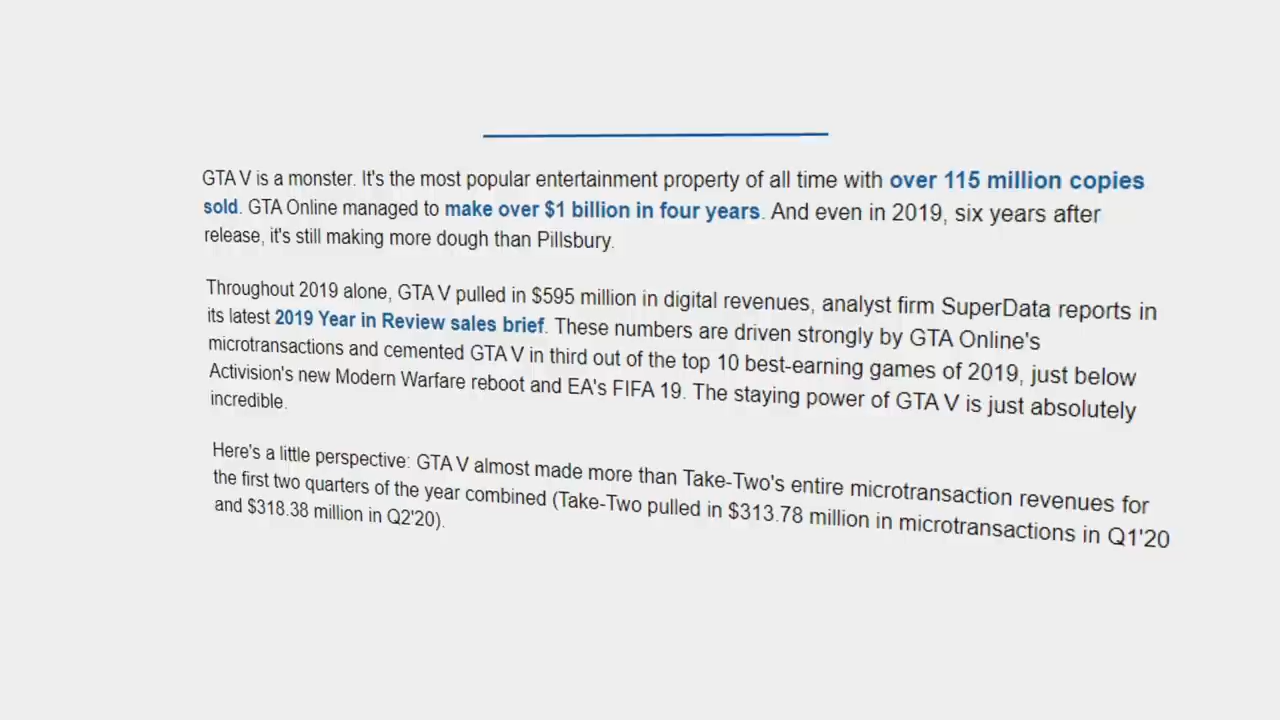 GTA V is a monster. It's the most popular entertainment property of all time with over 115 million copies
sold. GTA Online managed to make over $1 billion in four years. And even in 2019, six years after
release, it's still making more dough than Pillsbury.
Throughout 2019 alone, GTA V pulled in $595 million in digital revenues, analyst firm SuperData reports in
its latest 2019 Year in Review sales brief. These numbers are driven strongly by GTA Online's
microtransactions and cemented GTA V in third out of the top 10 best-earning games of 2019, just below
Activision's new Modern Warfare reboot and EA's FIFA 19. The staying power of GTA V is just absolutely
incredible.
Here's a little perspective: GTA V almost made more than Take-Two's entire microtransaction revenues for
the first two quarters of the year combined (Take-Two pulled in $313.78 million in microtransactions in Q1'20
and $318.38 million in Q2'20).